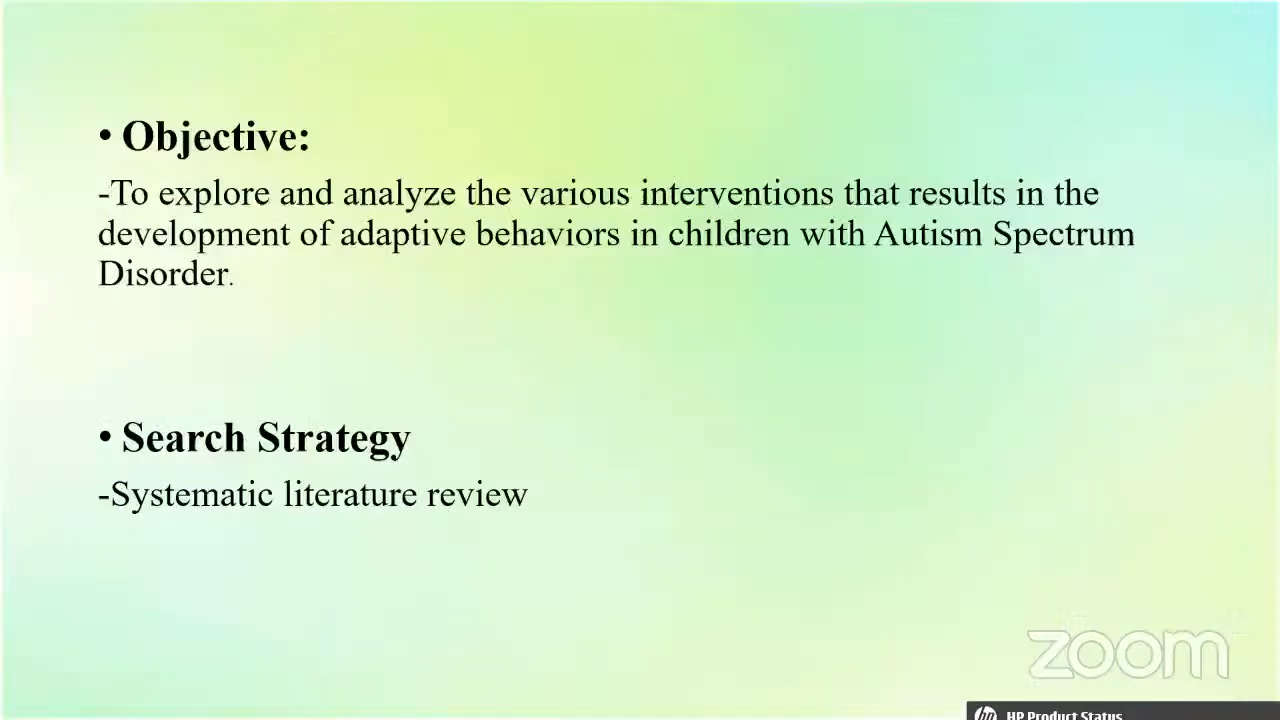 • Objective:
-To explore and analyze the various interventions that results in the
development of adaptive behaviors in children with Autism Spectrum
Disorder.
• Search Strategy
-Systematic literature review
zoom
hp HP Product Status